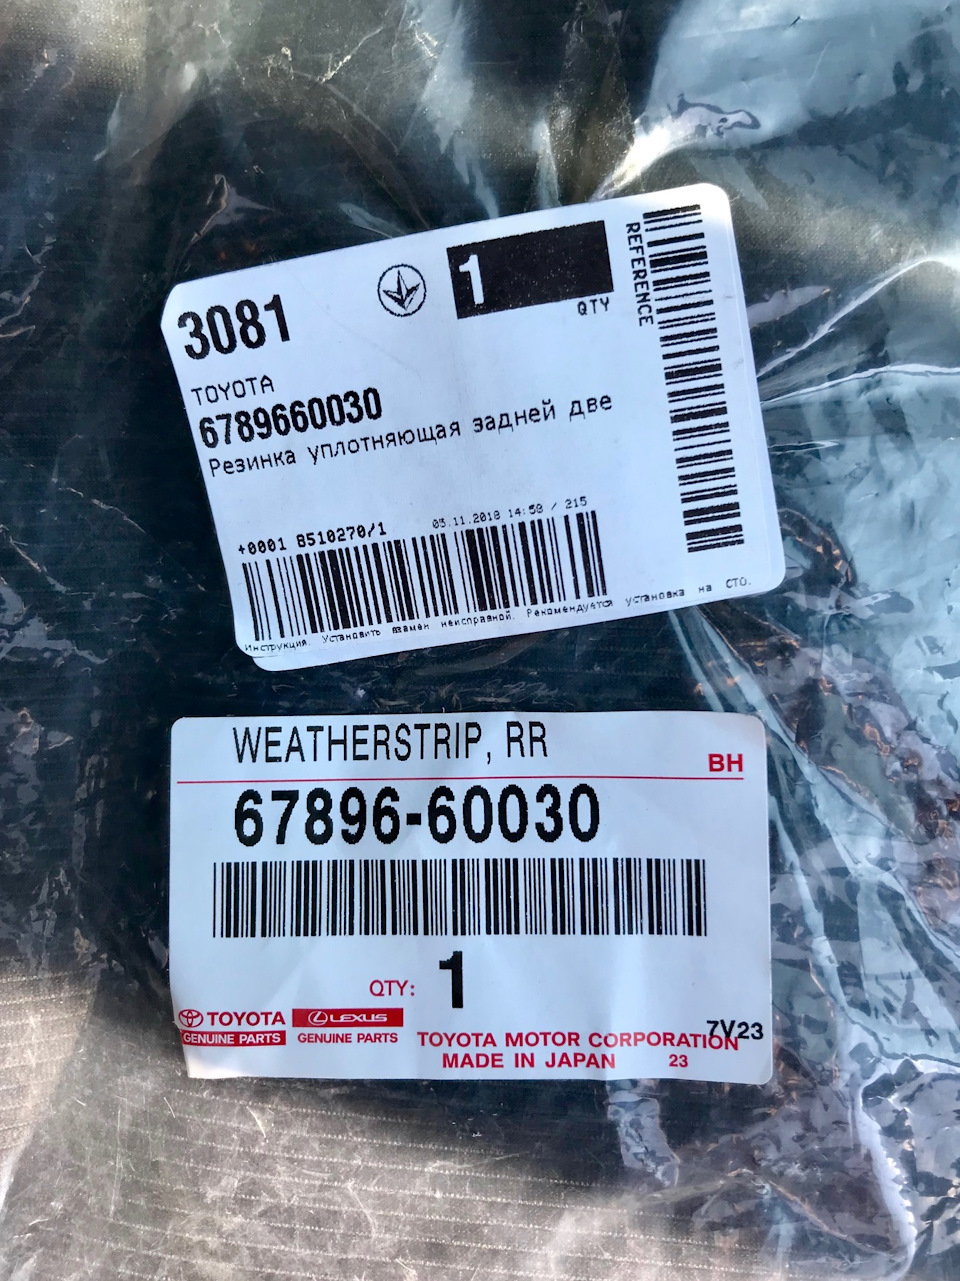 3081
1
QTY
REFERENCE
TOYOTA
6789660030
Резинка уплотняющая задней две
+0001 8510270/1
05.11.2018 14:58 / 215
Инструкция. Установить взамен неисправной. Рекомендуется установка на СТО.
WEATHERSTRIP, RR
BH
67896-60030
QTY: 1
TOYOTA
GENUINE PARTS
LEXUS
GENUINE PARTS
TOYOTA MOTOR CORPORATION
7V23
MADE IN JAPAN 23